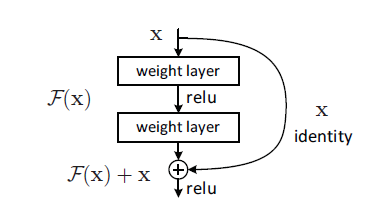 x
weight layer
relu
F(x)
x
identity
weight layer
F(x) + x
relu